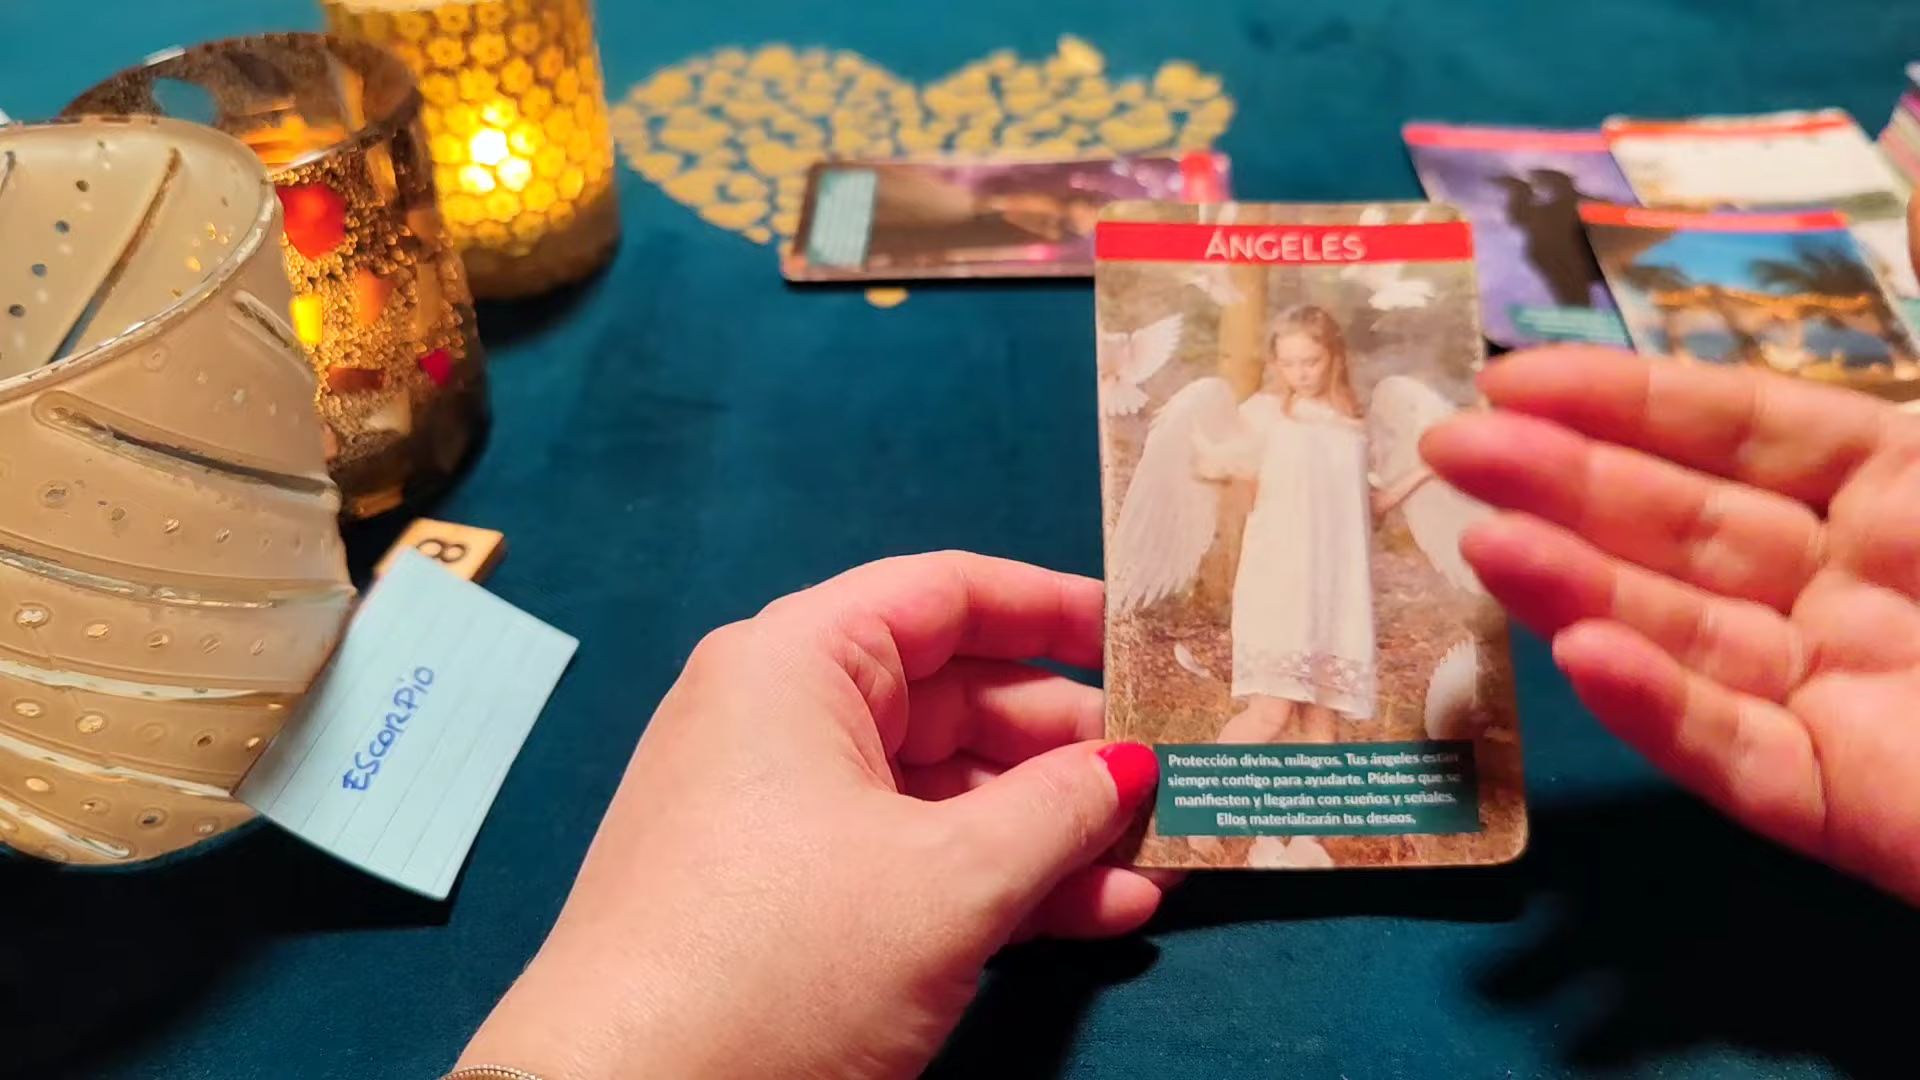 ÁNGELES
8
ESCORPIO
Protección divina, milagros. Tus ángeles están
siempre contigo para ayudarte. Pídeles que se
manifiesten y llegarán con sueños y señales.
Ellos materializarán tus deseos.